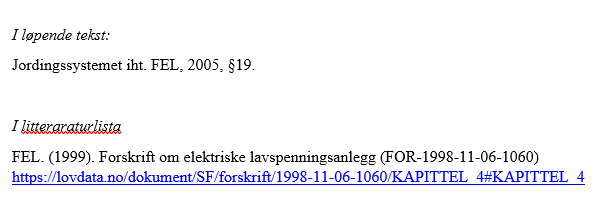 I løpende tekst:
Jordingssystemet iht. FEL, 2005, §19.
I litteraraturlista
FEL. (1999). Forskrift om elektriske lavspenningsanlegg (FOR-1998-11-06-1060)
https://lovdata.no/dokument/SF/forskrift/1998-11-06-1060/KAPITTEL_4#KAPITTEL_4